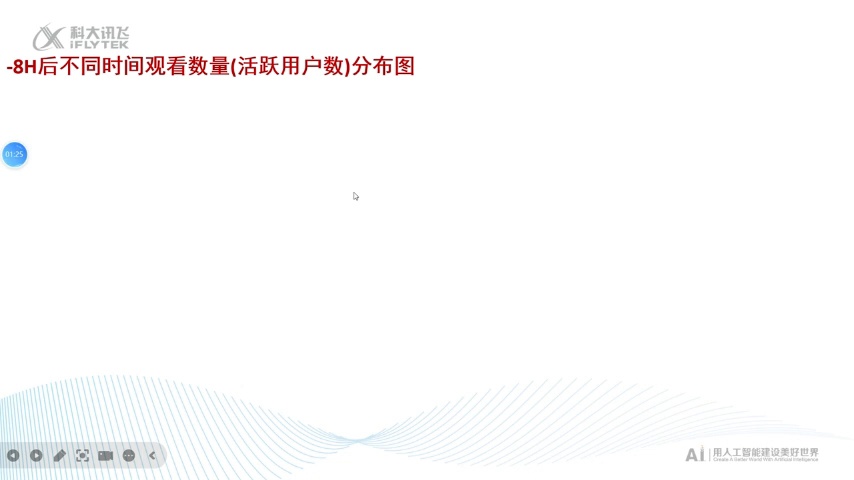 科大讯飞
iFLYTEK
-8H后不同时间观看数量(活跃用户数)分布图
01:25
AI 用人工智能建设美好世界
Create A Better World With Artificial Intelligence